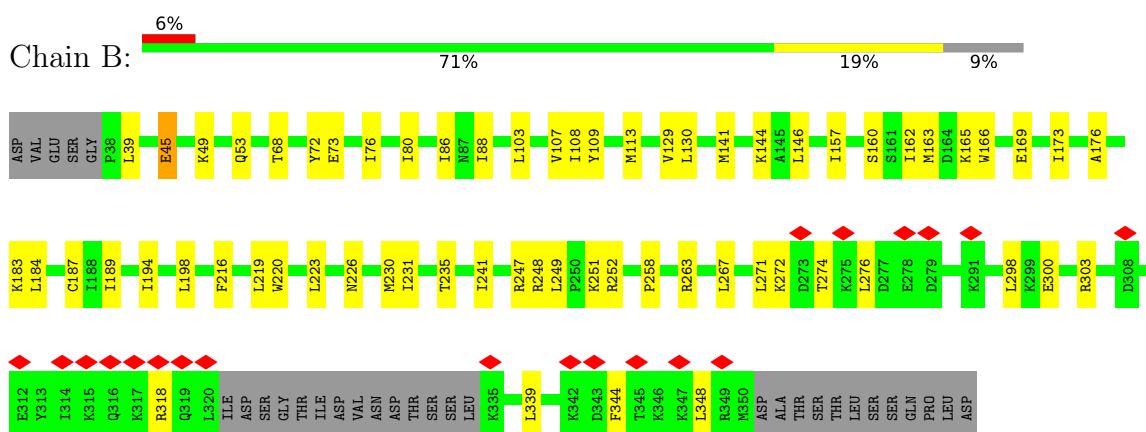 6%
Chain B:
71% 19% 9%
ASP VAL GLU SER GLY P38 L39 E45 K49 Q53 T68 Y72 E73 I76 I80 I86 N87 I88 L103 V107 I108 Y109 M113 V129 L130 M141 K144 A145 L146 I157 S160 S161 I162 M163 D164 K165 W166 E169 I173 A176
K183 L184 C187 I188 I189 I194 L198 F216 L219 W220 L223 N226 M230 I231 T235 I241 R247 R248 L249 P250 K251 R252 P258 R263 L267 L271 K272 D273 T274 K275 L276 D277 E278 D279 K291 L298 K299 E300 R303 D308
E312 Y313 I314 K315 Q316 K317 R318 Q319 L320 ILE ASP SER GLY THR ILE ASP VAL ASN ASP THR SER SER LEU K335 L339 K342 D343 F344 T345 K346 K347 L348 R349 M350 ASP ALA THR SER THR LEU SER SER GLN PRO LEU ASP